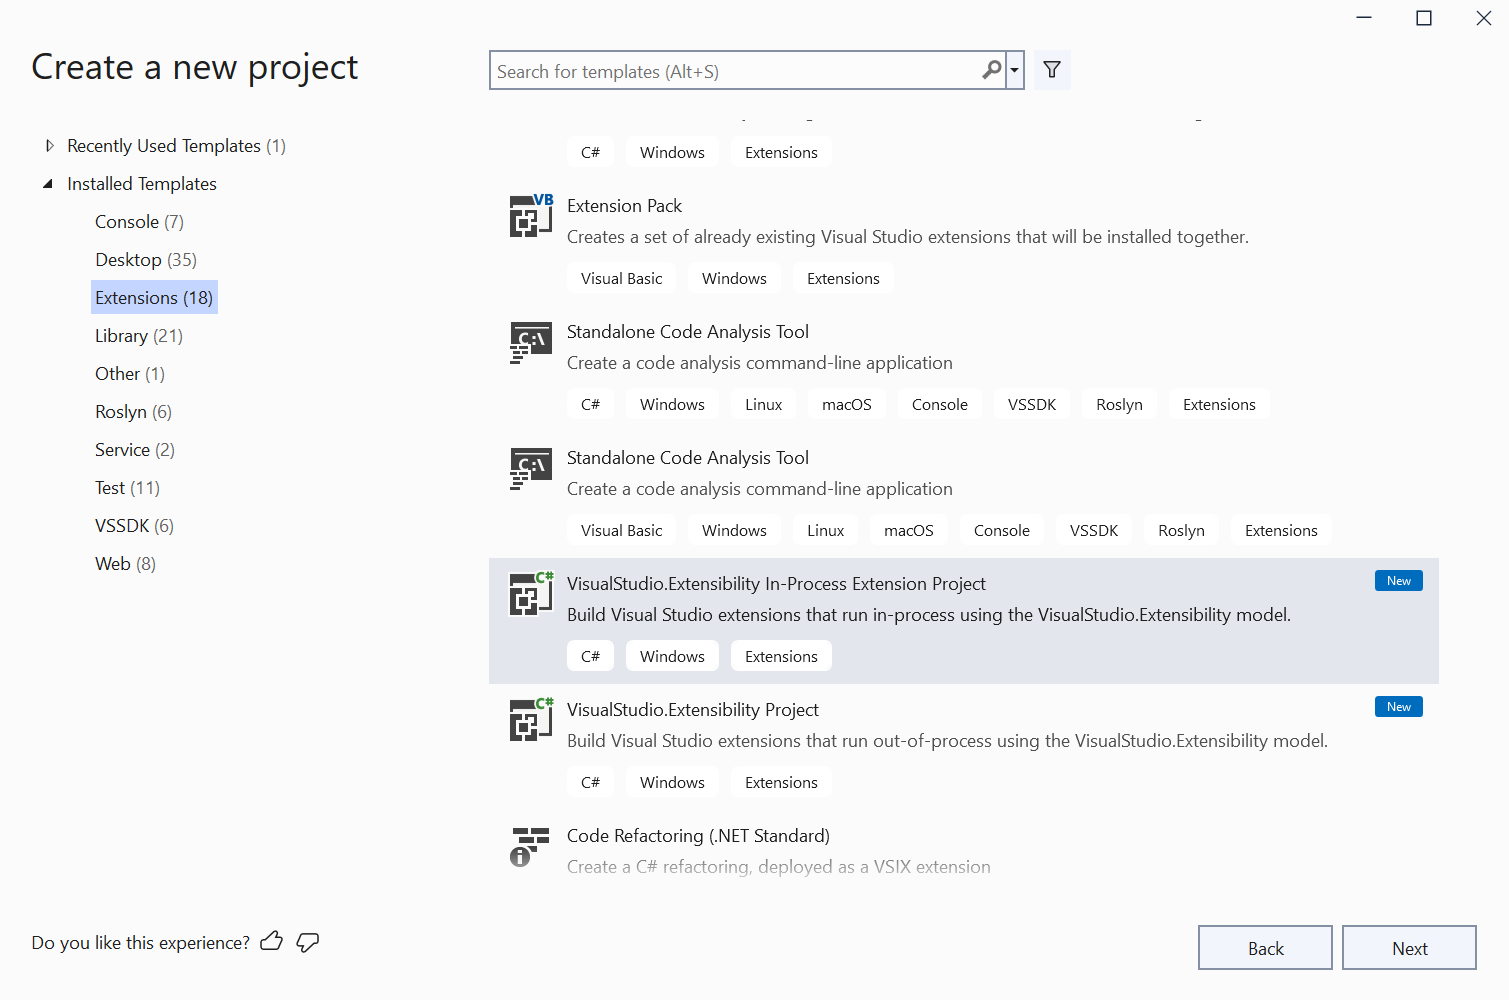 Create a new project
Search for templates (Alt+S)
Recently Used Templates (1)
Installed Templates
Console (7)
Desktop (35)
Extensions (18)
Library (21)
Other (1)
Roslyn (6)
Service (2)
Test (11)
VSSDK (6)
Web (8)
C# Windows Extensions
VB
Extension Pack
Creates a set of already existing Visual Studio extensions that will be installed together.
Visual Basic Windows Extensions
C:\
Standalone Code Analysis Tool
Create a code analysis command-line application
C# Windows Linux macOS Console VSSDK Roslyn Extensions
C:\
Standalone Code Analysis Tool
Create a code analysis command-line application
Visual Basic Windows Linux macOS Console VSSDK Roslyn Extensions
C#
VisualStudio.Extensibility In-Process Extension Project New
Build Visual Studio extensions that run in-process using the VisualStudio.Extensibility model.
C# Windows Extensions
C#
VisualStudio.Extensibility Project New
Build Visual Studio extensions that run out-of-process using the VisualStudio.Extensibility model.
C# Windows Extensions
Code Refactoring (.NET Standard)
Create a C# refactoring, deployed as a VSIX extension
Do you like this experience?
Back Next